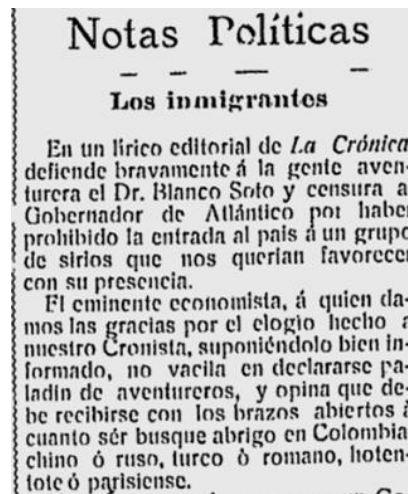 Notas Políticas
Los inmigrantes
En un lírico editorial de La Crónica
defiende bravamente á la gente aven-
turera el Dr. Blanco Soto y censura a
Gobernador de Atlántico por haber
prohibido la entrada al pais á un grupo
de sirios que nos querian favorecer
con su presencia.
El eminente economista, á quien da-
mos las gracias por el elogio hecho a
nuestro Cronista, suponiéndolo bien in-
formado, no vacila en declararse pa-
ladin de aventureros, y opina que de-
be recibirse con los brazos abiertos á
cuanto sér busque abrigo en Colombia
chino ó ruso, turco ò romano, hoten-
tote ó parisiense.